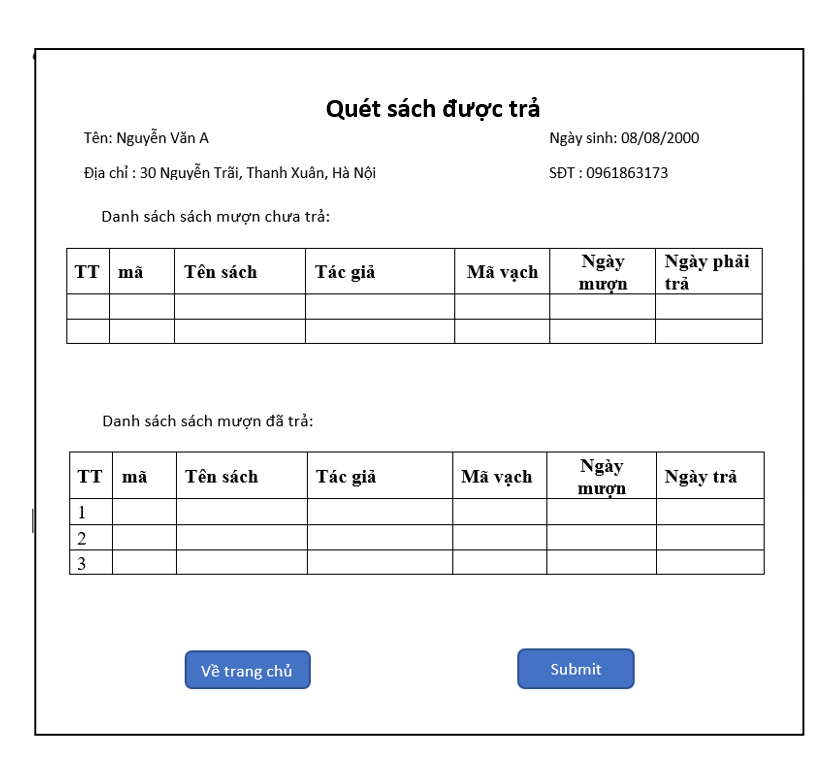 Quét sách được trả
Tên: Nguyễn Văn A Ngày sinh: 08/08/2000
Địa chỉ : 30 Nguyễn Trãi, Thanh Xuân, Hà Nội SĐT : 0961863173
Danh sách sách mượn chưa trả:
TT mã Tên sách Tác giả Mã vạch Ngày mượn Ngày phải trả
Danh sách sách mượn đã trả:
TT mã Tên sách Tác giả Mã vạch Ngày mượn Ngày trả
1
2
3
Về trang chủ Submit